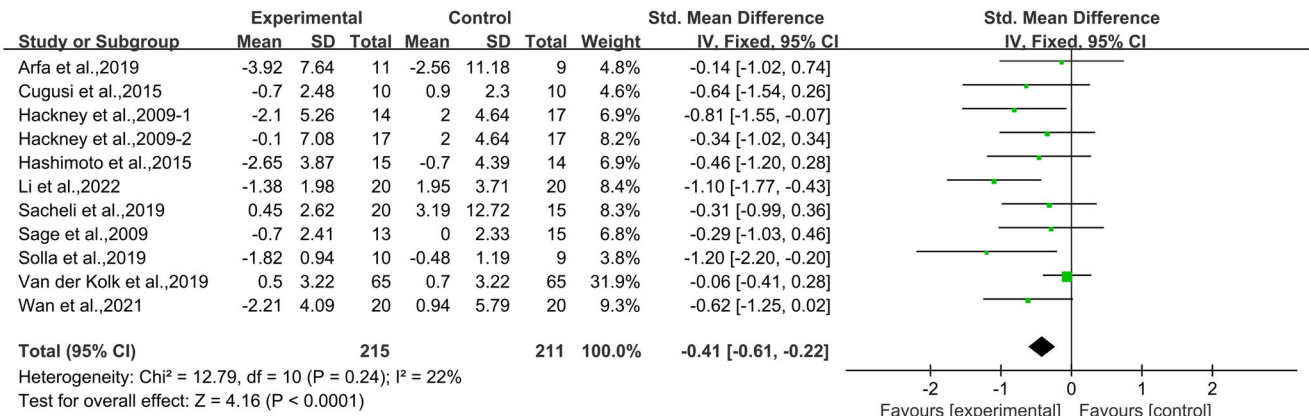 Experimental Control Std. Mean Difference Std. Mean Difference
Study or Subgroup Mean SD Total Mean SD Total Weight IV, Fixed, 95% CI IV, Fixed, 95% CI
Arfa et al.,2019 -3.92 7.64 11 -2.56 11.18 9 4.8% -0.14 [-1.02, 0.74]
Cugusi et al.,2015 -0.7 2.48 10 0.9 2.3 10 4.6% -0.64 [-1.54, 0.26]
Hackney et al.,2009-1 -2.1 5.26 14 2 4.64 17 6.9% -0.81 [-1.55, -0.07]
Hackney et al.,2009-2 -0.1 7.08 17 2 4.64 17 8.2% -0.34 [-1.02, 0.34]
Hashimoto et al.,2015 -2.65 3.87 15 -0.7 4.39 14 6.9% -0.46 [-1.20, 0.28]
Li et al.,2022 -1.38 1.98 20 1.95 3.71 20 8.4% -1.10 [-1.77, -0.43]
Sacheli et al.,2019 0.45 2.62 20 3.19 12.72 15 8.3% -0.31 [-0.99, 0.36]
Sage et al.,2009 -0.7 2.41 13 0 2.33 15 6.8% -0.29 [-1.03, 0.46]
Solla et al.,2019 -1.82 0.94 10 -0.48 1.19 9 3.8% -1.20 [-2.20, -0.20]
Van der Kolk et al.,2019 0.5 3.22 65 0.7 3.22 65 31.9% -0.06 [-0.41, 0.28]
Wan et al.,2021 -2.21 4.09 20 0.94 5.79 20 9.3% -0.62 [-1.25, 0.02]
Total (95% CI) 215 211 100.0% -0.41 [-0.61, -0.22]
Heterogeneity: Chi² = 12.79, df = 10 (P = 0.24); I² = 22%
Test for overall effect: Z = 4.16 (P < 0.0001)
-2 -1 0 1 2
Favours [experimental] Favours [control]